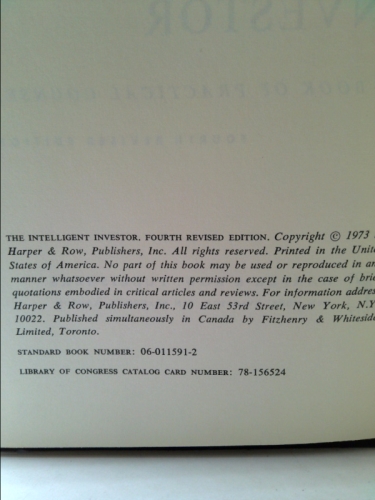 THE INTELLIGENT INVESTOR, FOURTH REVISED EDITION. Copyright © 1973
Harper & Row, Publishers, Inc. All rights reserved. Printed in the Unit
States of America. No part of this book may be used or reproduced in an
manner whatsoever without written permission except in the case of brie
quotations embodied in critical articles and reviews. For information addres
Harper & Row, Publishers, Inc., 10 East 53rd Street, New York, N.Y
10022. Published simultaneously in Canada by Fitzhenry & Whiteside
Limited, Toronto.
STANDARD BOOK NUMBER: 06-011591-2
LIBRARY OF CONGRESS CATALOG CARD NUMBER: 78-156524